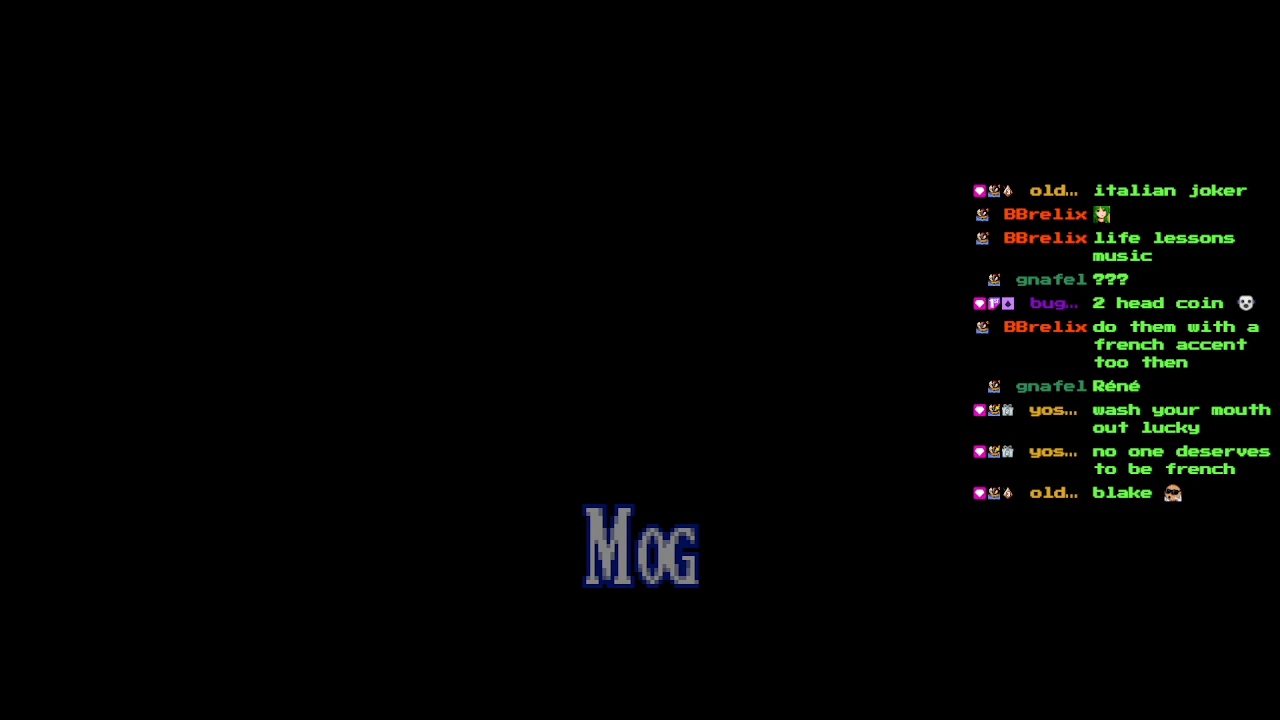 old... italian joker
BBrelix
BBrelix life lessons
music
gnafel ???
bug... 2 head coin
BBrelix do them with a
french accent
too then
gnafel Réné
yos... wash your mouth
out lucky
yos... no one deserves
to be french
old... blake
Mog